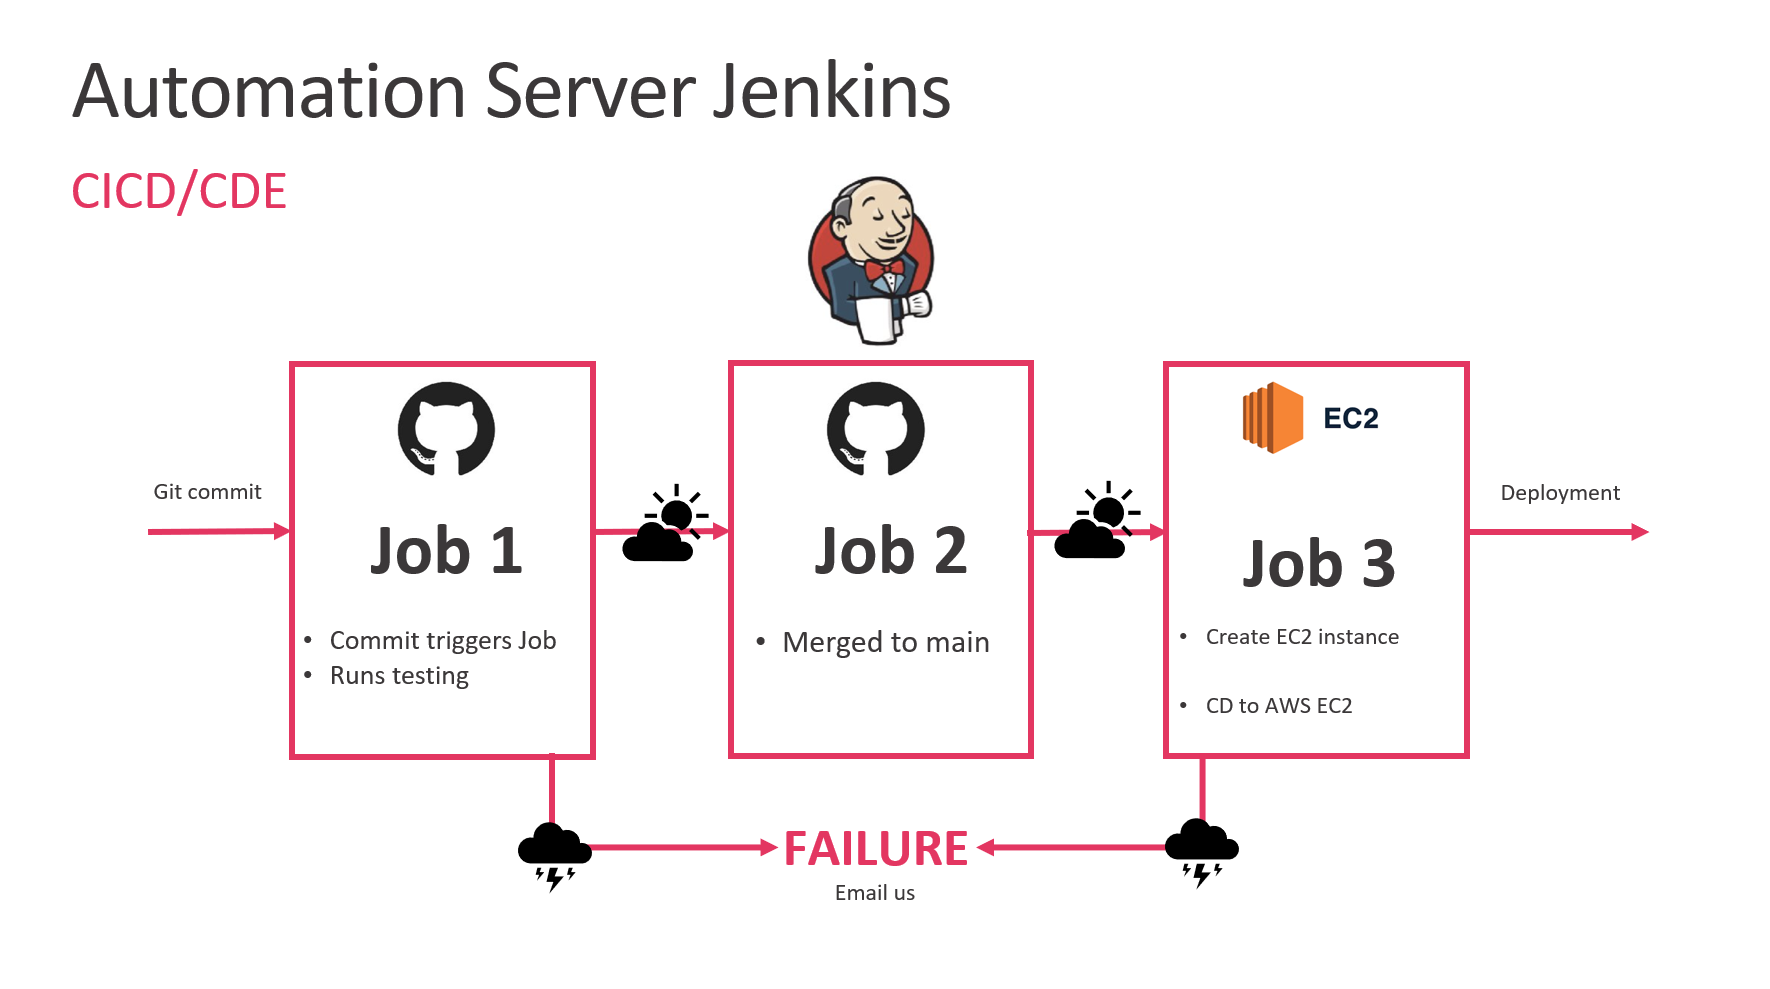 Automation Server Jenkins
CICD/CDE
Git commit
Job 1
• Commit triggers Job
• Runs testing
Job 2
• Merged to main
EC2
Job 3
• Create EC2 instance
• CD to AWS EC2
Deployment
FAILURE
Email us